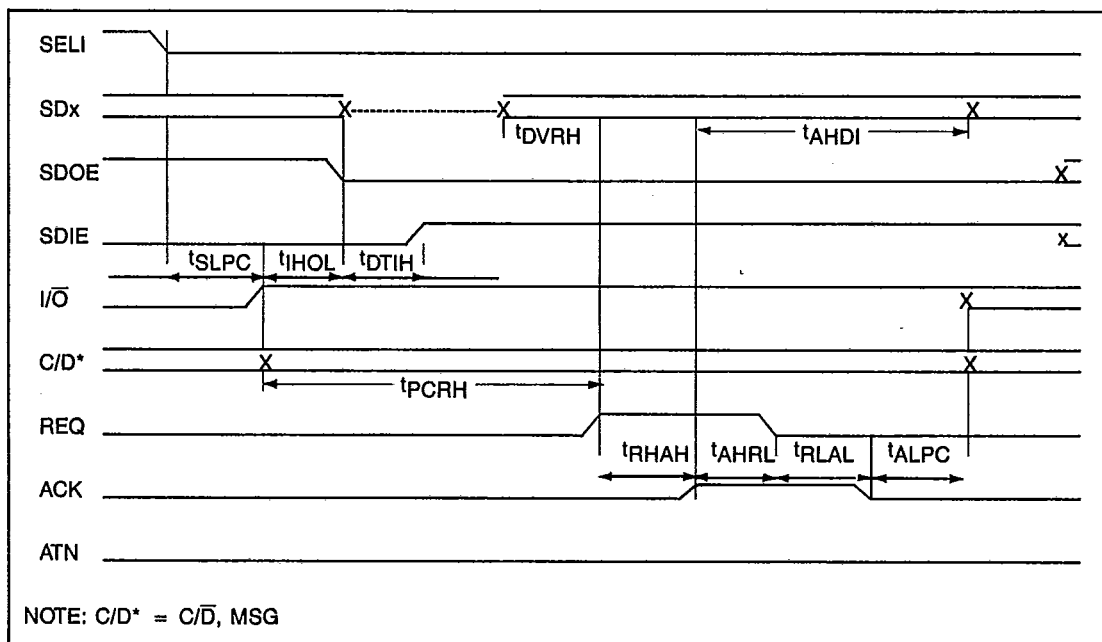 SELI
SDx
tDVRH
tAHDI
SDOE
SDIE
tSLPC tIHOL tDTIH
I/O̅
C/D*
tPCRH
REQ
tRHAH tAHRL tRLAL tALPC
ACK
ATN
NOTE: C/D* = C/D̅, MSG